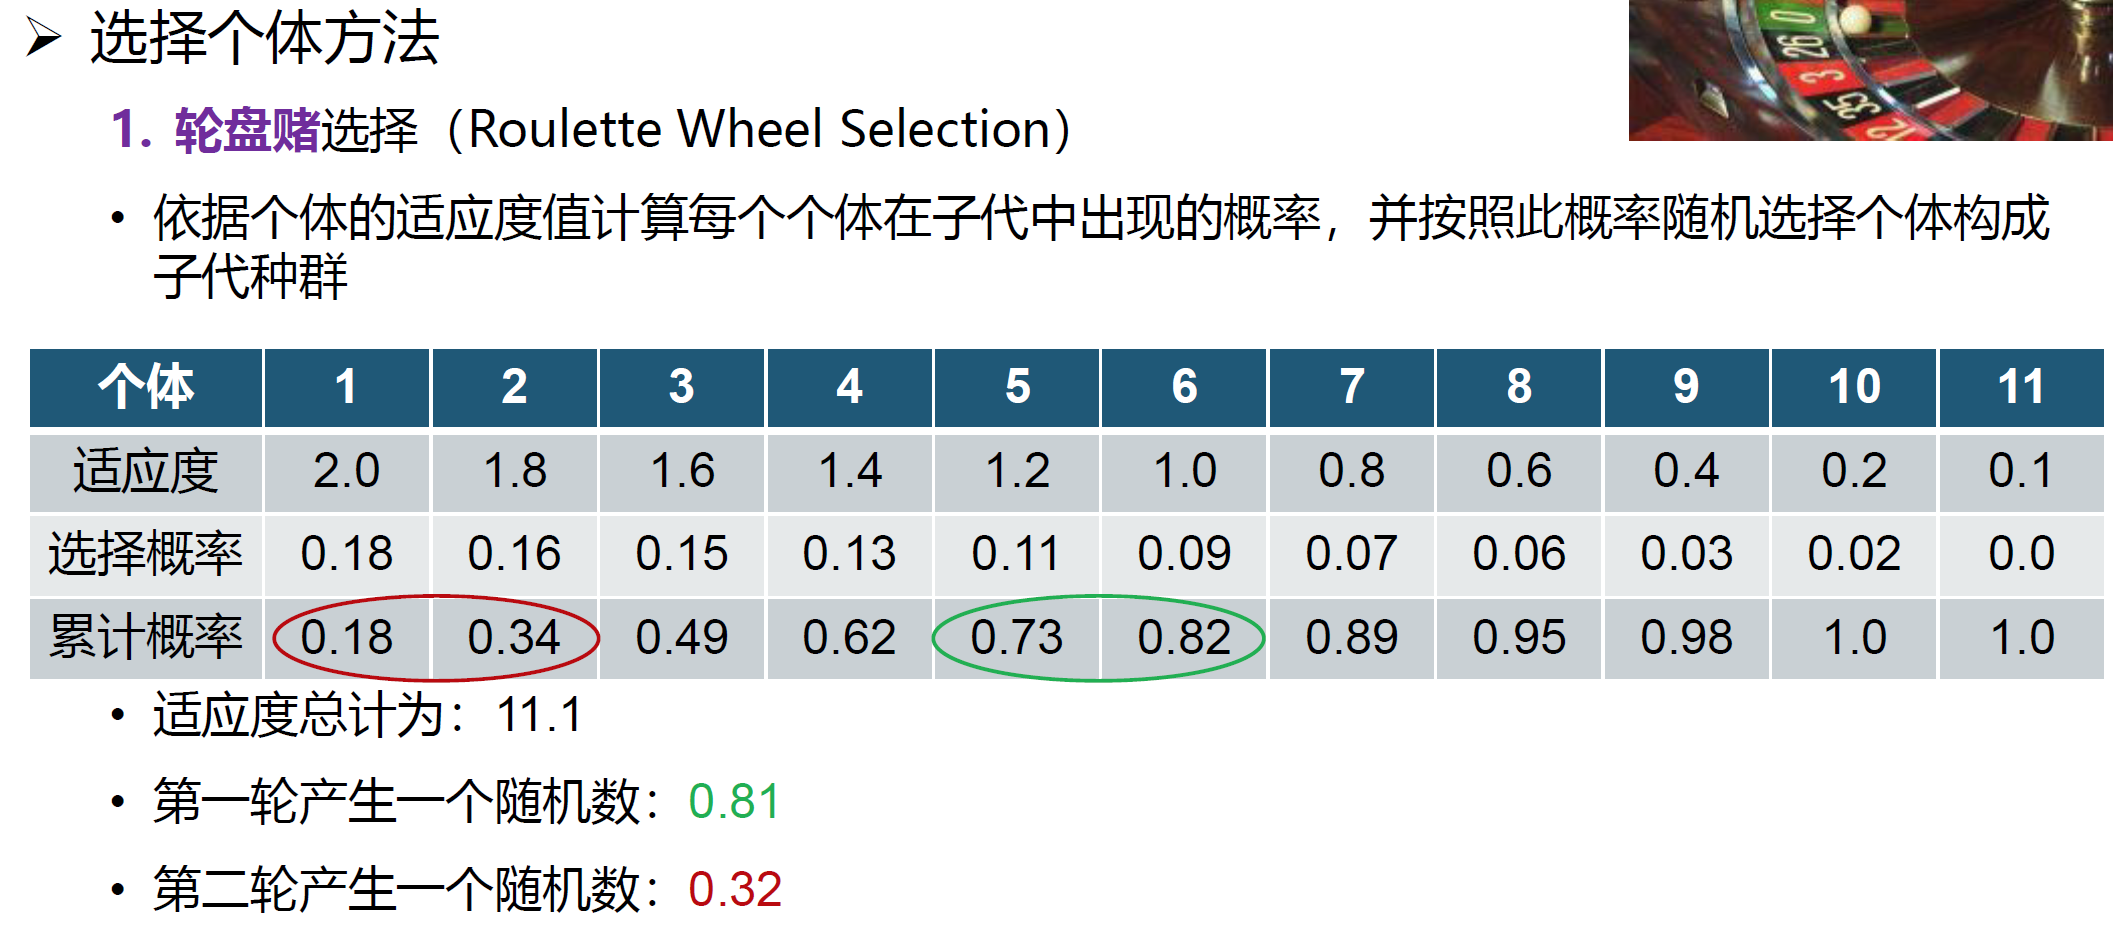 ➢ 选择个体方法
0
26
3
35
12
1. 轮盘赌选择（Roulette Wheel Selection）
• 依据个体的适应度值计算每个个体在子代中出现的概率，并按照此概率随机选择个体构成
子代种群
个体 1 2 3 4 5 6 7 8 9 10 11
适应度 2.0 1.8 1.6 1.4 1.2 1.0 0.8 0.6 0.4 0.2 0.1
选择概率 0.18 0.16 0.15 0.13 0.11 0.09 0.07 0.06 0.03 0.02 0.0
累计概率 0.18 0.34 0.49 0.62 0.73 0.82 0.89 0.95 0.98 1.0 1.0
• 适应度总计为：11.1
• 第一轮产生一个随机数：0.81
• 第二轮产生一个随机数：0.32